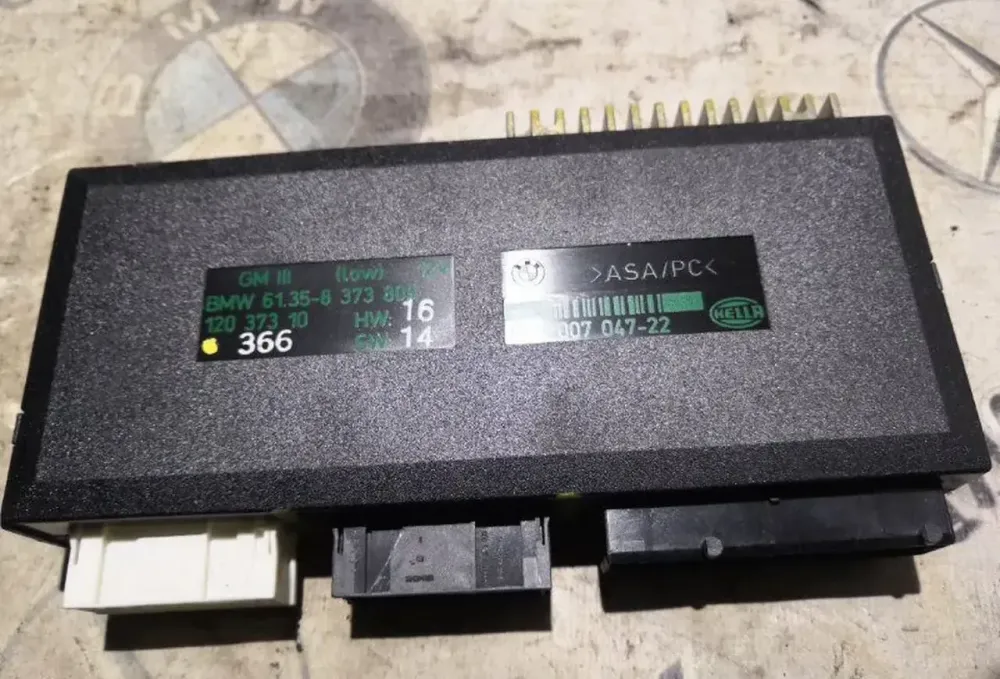 B M W
GM III (low)
BMW 61.35-8 373
120 373 10 HW: 16
366 SW: 14
>ASA/PC<
007 047-22
HELLA